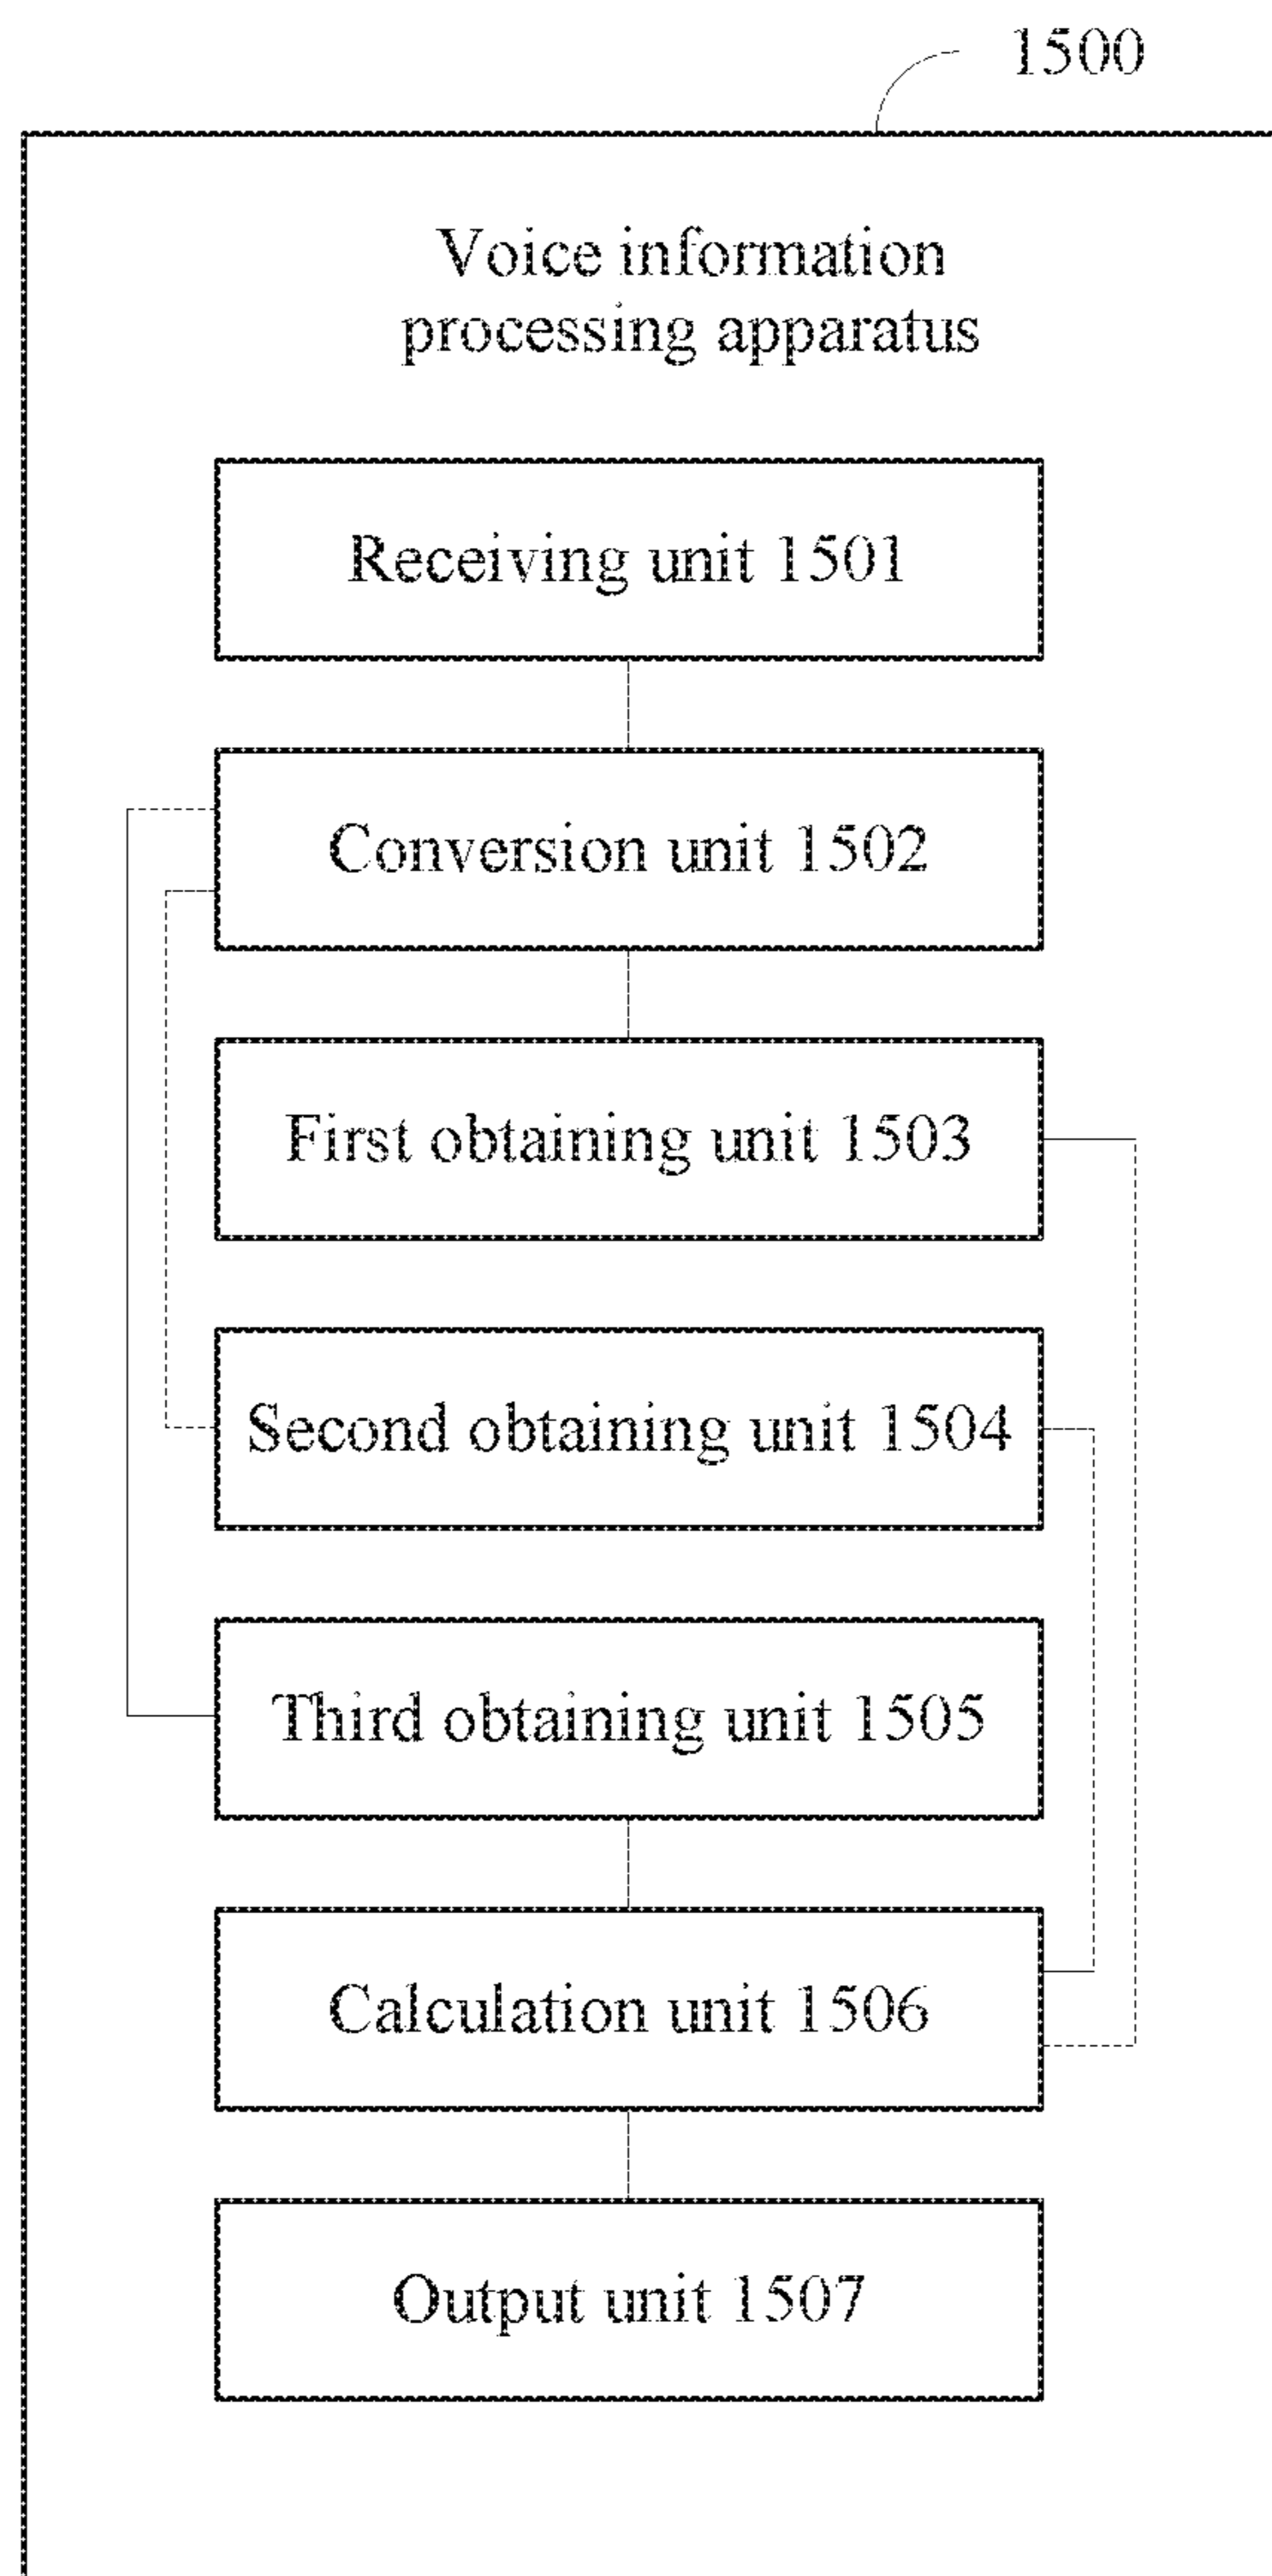 1500
Voice information
processing apparatus
Receiving unit 1501
Conversion unit 1502
First obtaining unit 1503
Second obtaining unit 1504
Third obtaining unit 1505
Calculation unit 1506
Output unit 1507